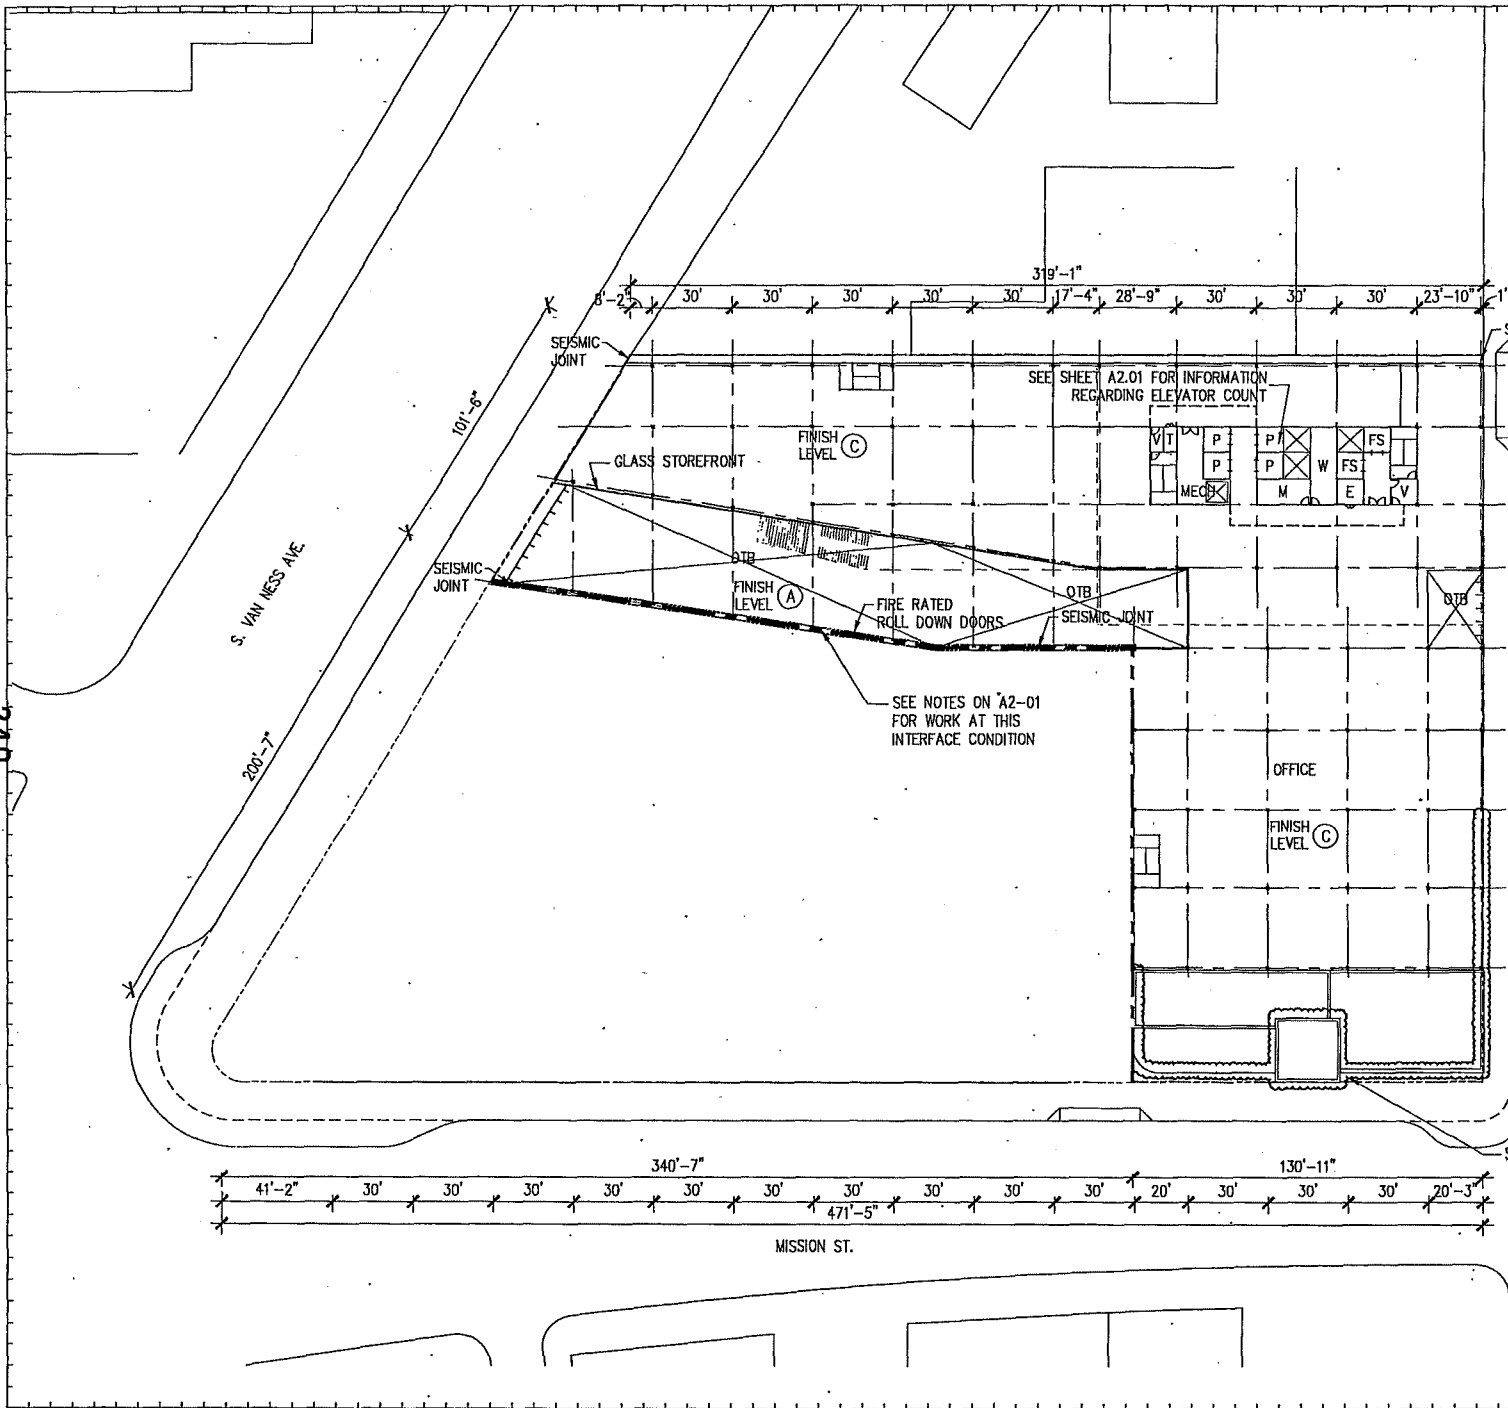 319'-1"
8'-2"
30'
30'
30'
30'
30'
17'-4"
28'-9"
30'
30'
30'
23'-10"
1'
SEISMIC
JOINT
SEE SHEET A2.01 FOR INFORMATION
REGARDING ELEVATOR COUNT
101'-6"
FINISH
LEVEL C
V T P P FS
GLASS STOREFRONT
P P W FS
MECH M E V
S. VAN NESS AVE.
SEISMIC
JOINT
OTB
FINISH
LEVEL A
OTB
OTB
FIRE RATED
ROLL DOWN DOORS
SEISMIC JOINT
SEE NOTES ON A2-01
FOR WORK AT THIS
INTERFACE CONDITION
200'-7"
OFFICE
FINISH
LEVEL C
340'-7"
130'-11"
41'-2"
30'
30'
30'
30'
30'
30'
30'
30'
30'
30'
20'
30'
30'
30'
20'-3"
471'-5"
MISSION ST.